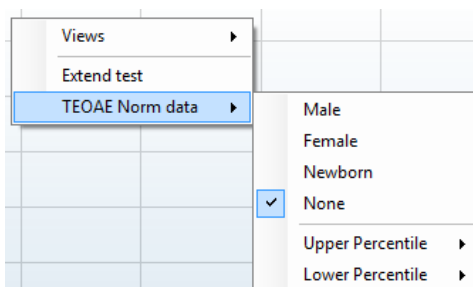 Views
Extend test
TEOAE Norm data
Male
Female
Newborn
None
Upper Percentile
Lower Percentile